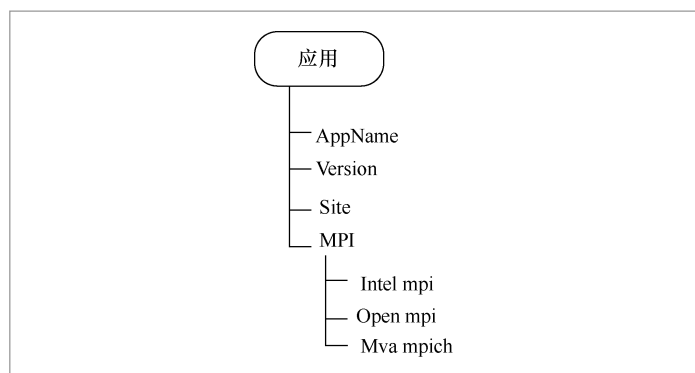 应用
AppName
Version
Site
MPI
Intel mpi
Open mpi
Mva mpich